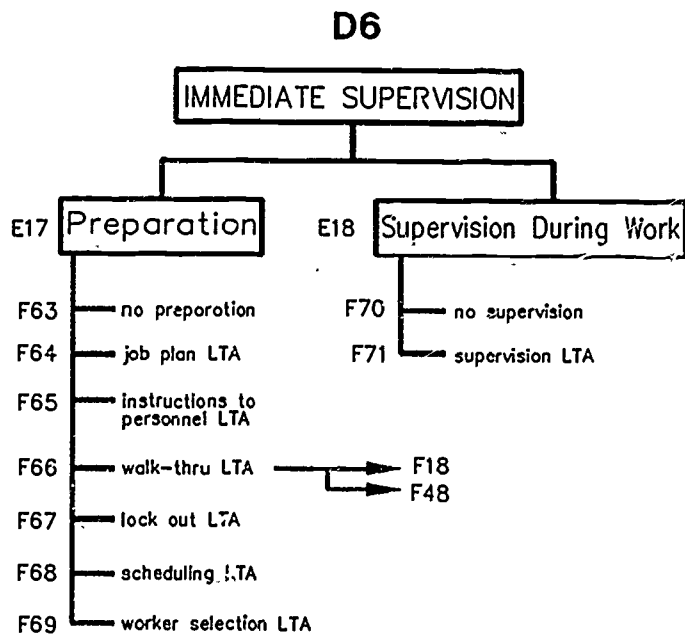 D6
IMMEDIATE SUPERVISION
E17 Preparation
E18 Supervision During Work
F63 no preporotion
F64 job plan LTA
F65 instructions to
personnel LTA
F66 walk-thru LTA
F18
F48
F67 lock out LTA
F68 scheduling LTA
F69 worker selection LTA
F70 no supervision
F71 supervision LTA